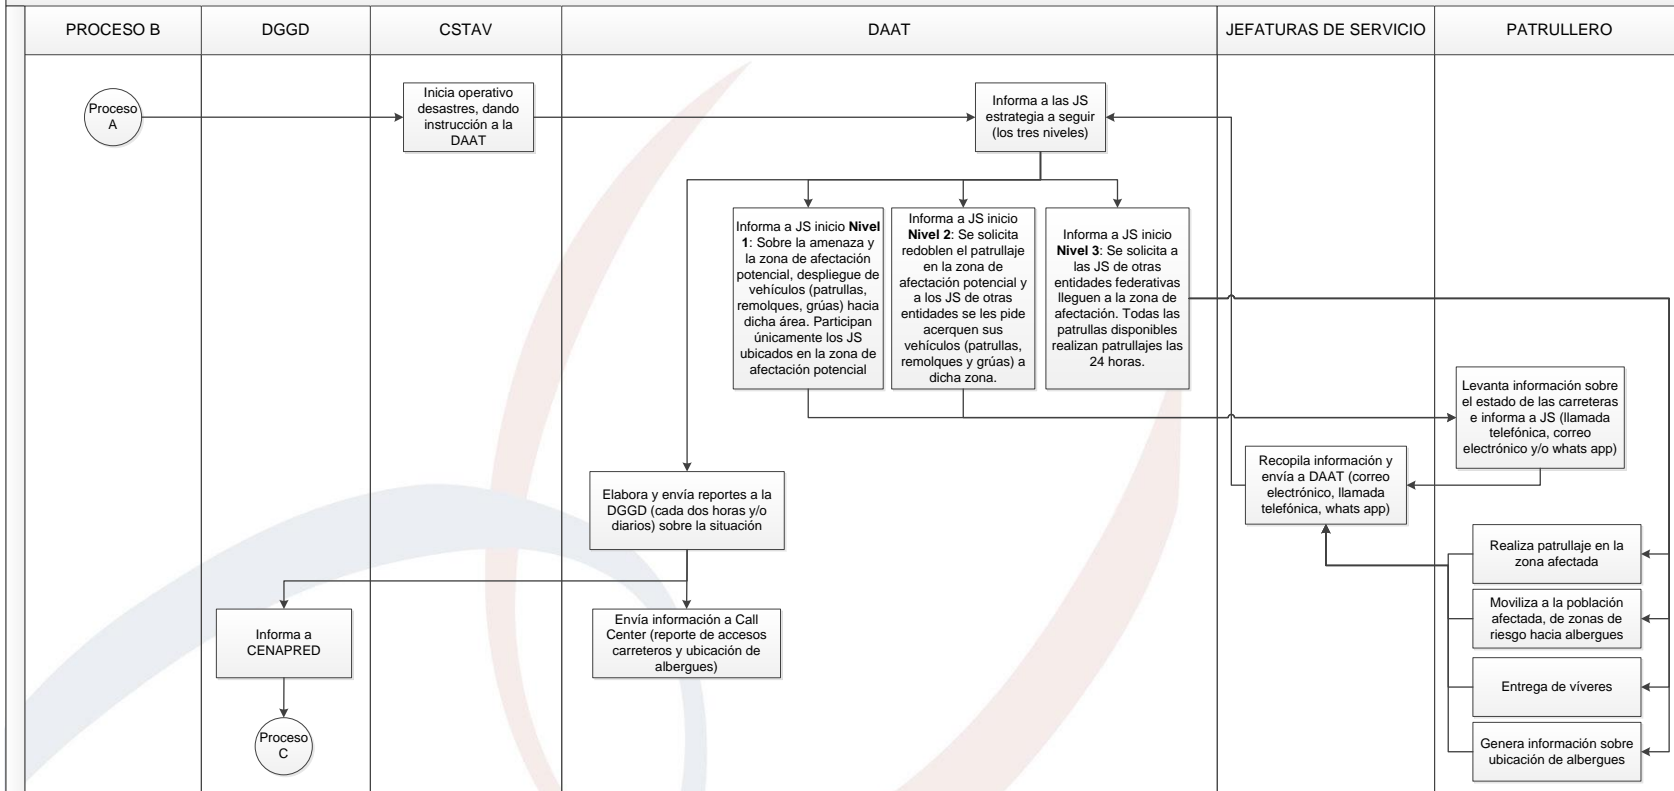 PROCESO B
DGGD
CSTAV
DAAT
JEFATURAS DE SERVICIO
PATRULLERO
Proceso
A
Inicia operativo
desastres, dando
instrucción a la
DAAT
Informa a las JS
estrategia a seguir
(los tres niveles)
Informa a JS inicio Nivel
1: Sobre la amenaza y
la zona de afectación
potencial, despliegue de
vehículos (patrullas,
remolques, grúas) hacia
dicha área. Participan
únicamente los JS
ubicados en la zona de
afectación potencial
Informa a JS inicio
Nivel 2: Se solicita
redoblen el patrullaje
en la zona de
afectación potencial y
a los JS de otras
entidades se les pide
acerquen sus
vehículos (patrullas,
remolques y grúas) a
dicha zona.
Informa a JS inicio
Nivel 3: Se solicita a
las JS de otras
entidades federativas
lleguen a la zona de
afectación. Todas las
patrullas disponibles
realizan patrullajes las
24 horas.
Levanta información sobre
el estado de las carreteras
e informa a JS (llamada
telefónica, correo
electrónico y/o whats app)
Recopila información y
envía a DAAT (correo
electrónico, llamada
telefónica, whats app)
Elabora y envía reportes a la
DGGD (cada dos horas y/o
diarios) sobre la situación
Realiza patrullaje en la
zona afectada
Moviliza a la población
afectada, de zonas de
riesgo hacia albergues
Entrega de víveres
Genera información sobre
ubicación de albergues
Informa a
CENAPRED
Envía información a Call
Center (reporte de accesos
carreteros y ubicación de
albergues)
Proceso
C